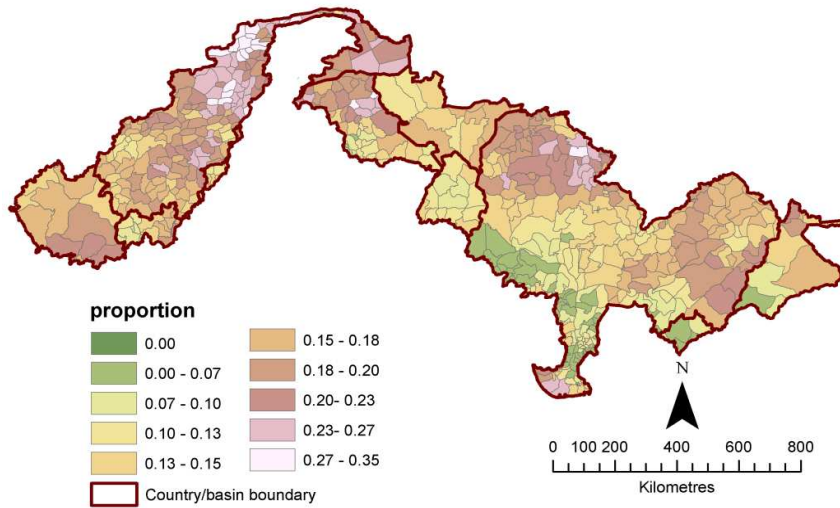 proportion
0.00
0.00 - 0.07
0.07 - 0.10
0.10 - 0.13
0.13 - 0.15
0.15 - 0.18
0.18 - 0.20
0.20 - 0.23
0.23- 0.27
0.27 - 0.35
Country/basin boundary
N
0 100 200 400 600 800
Kilometres